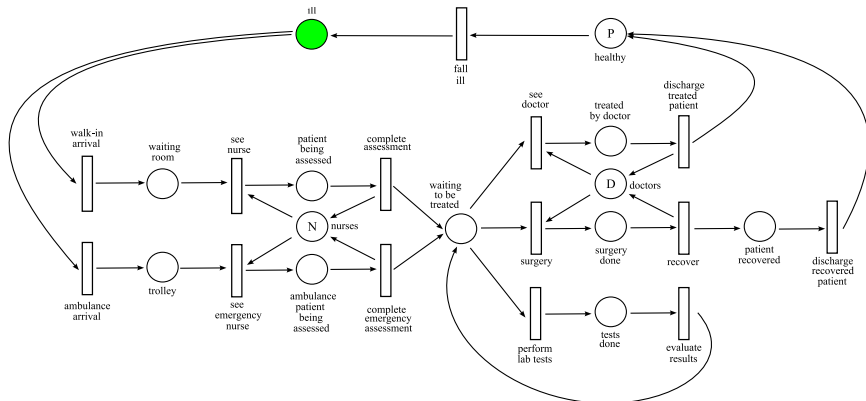 ill
P
healthy
fall
ill
see
doctor
treated
by doctor
discharge
treated
patient
walk-in
arrival
waiting
room
see
nurse
patient
being
assessed
complete
assessment
waiting
to be
treated
D
doctors
N
nurses
surgery
surgery
done
recover
patient
recovered
discharge
recovered
patient
ambulance
arrival
trolley
see
emergency
nurse
ambulance
patient
being
assessed
complete
emergency
assessment
perform
lab tests
tests
done
evaluate
results